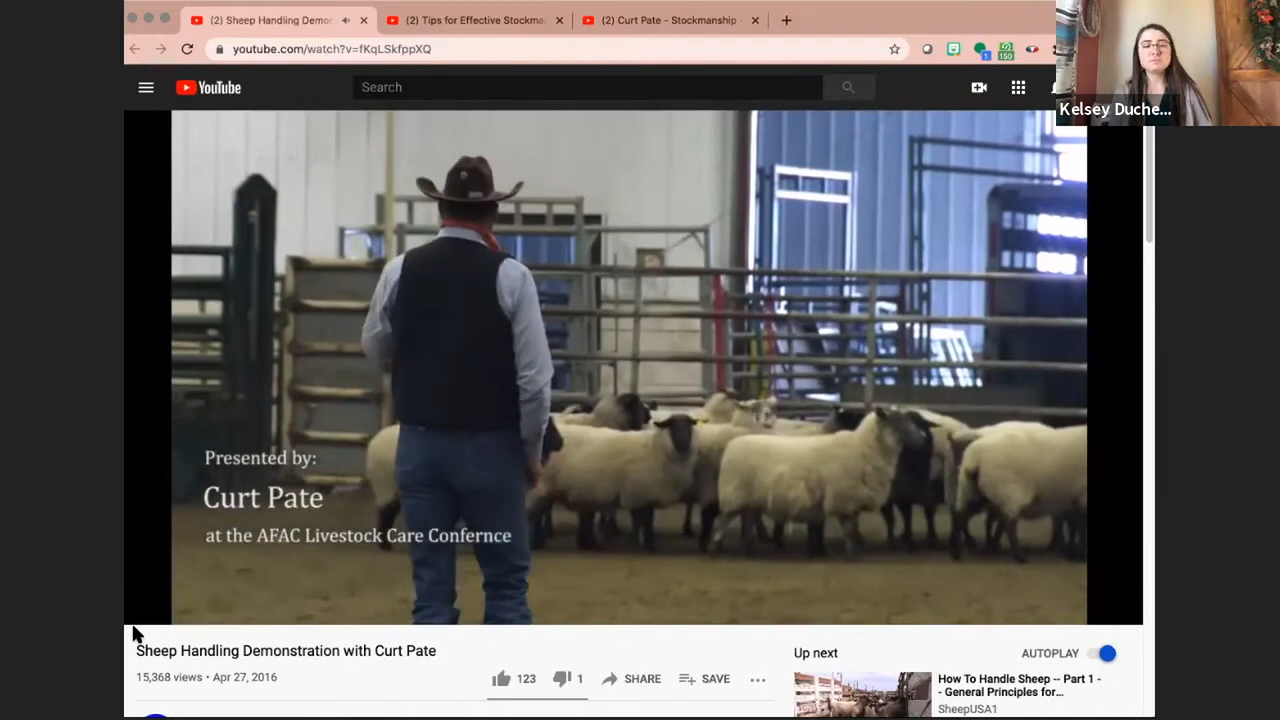 (2) Sheep Handling Demon
(2) Tips for Effective Stockma
(2) Curt Pate - Stockmanship
youtube.com/watch?v=fKqLSkfppXQ
1
150
YouTube
Search
Kelsey Duche...
Presented by:
Curt Pate
at the AFAC Livestock Care Confernce
Sheep Handling Demonstration with Curt Pate
15,368 views • Apr 27, 2016
123
1
SHARE
SAVE
Up next
AUTOPLAY
How To Handle Sheep -- Part 1 -
- General Principles for...
SheepUSA1